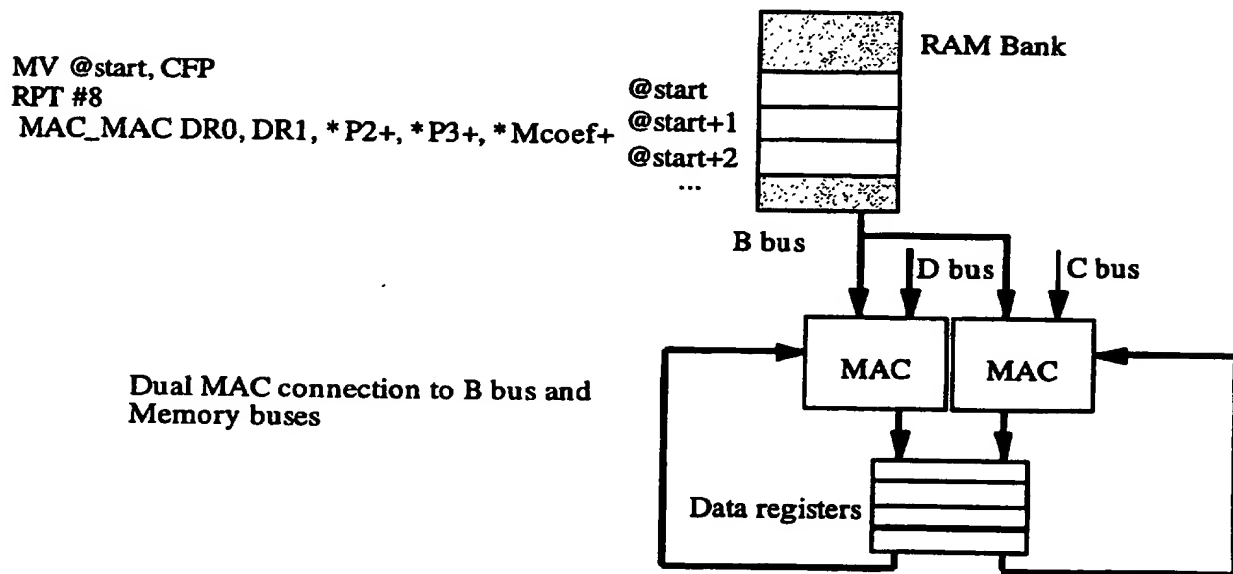 MV @start, CFP
RPT #8
MAC_MAC DR0, DR1, *P2+, *P3+, *Mcoef+
RAM Bank
@start
@start+1
@start+2
...
B bus
D bus
C bus
MAC
MAC
Dual MAC connection to B bus and
Memory buses
Data registers